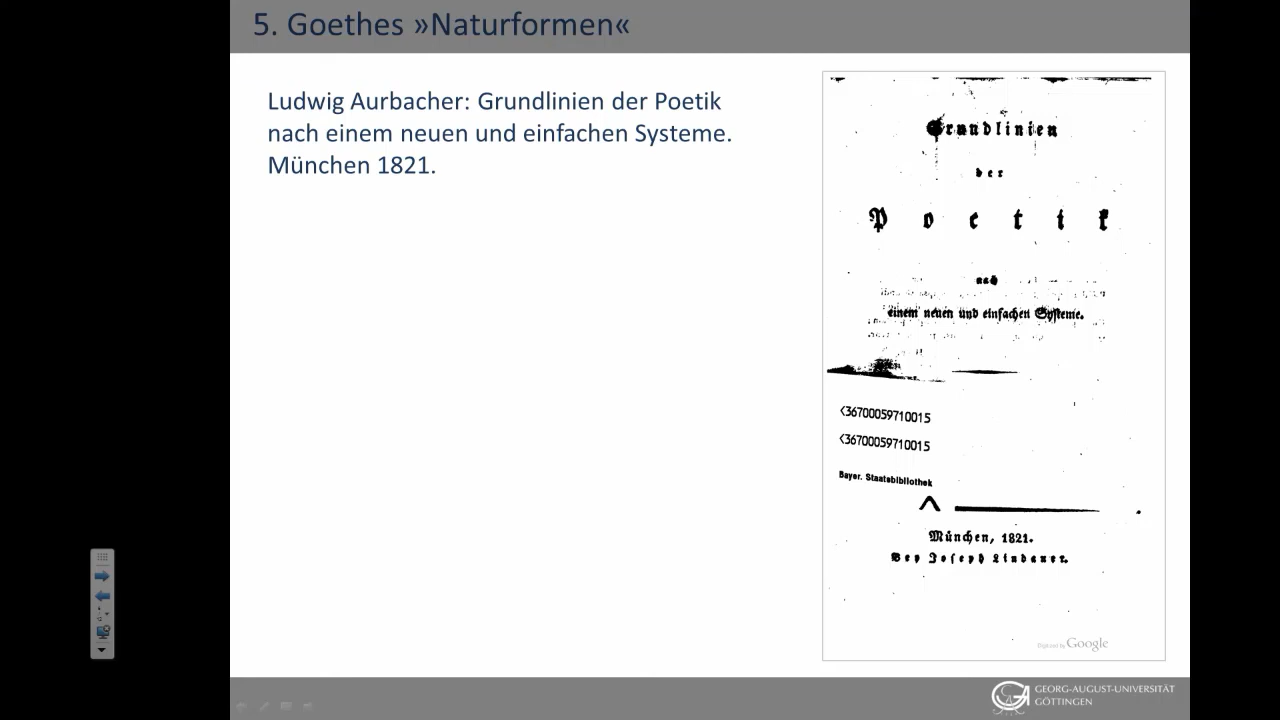 5. Goethes »Naturformen«
Ludwig Aurbacher: Grundlinien der Poetik
nach einem neuen und einfachen Systeme.
München 1821.
Grundlinien
der
Poetik
nach
einem neuen und einfachen Systeme.
<36700059710015
<36700059710015
Bayer. Staatsbibliothek
München, 1821.
Bey Joseph Lindauer.
Digitized by Google
GEORG-AUGUST-UNIVERSITÄT
GÖTTINGEN